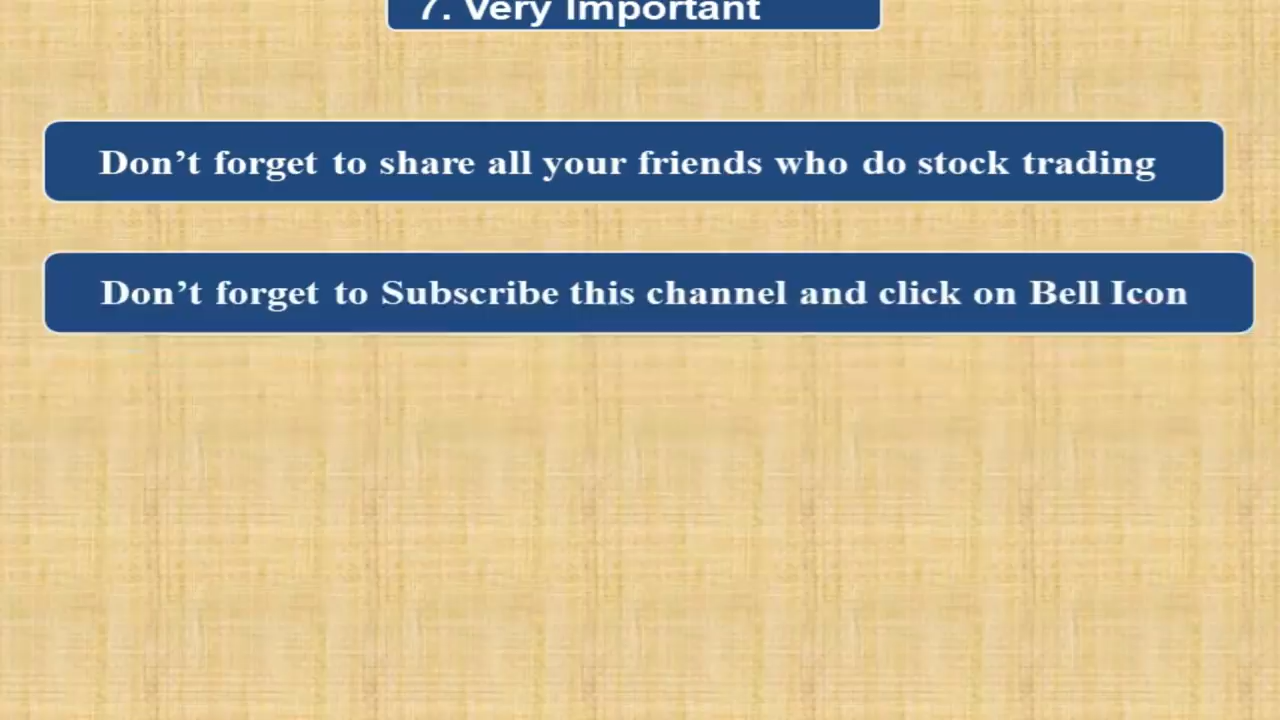 7. Very Important
Don’t forget to share all your friends who do stock trading
Don’t forget to Subscribe this channel and click on Bell Icon